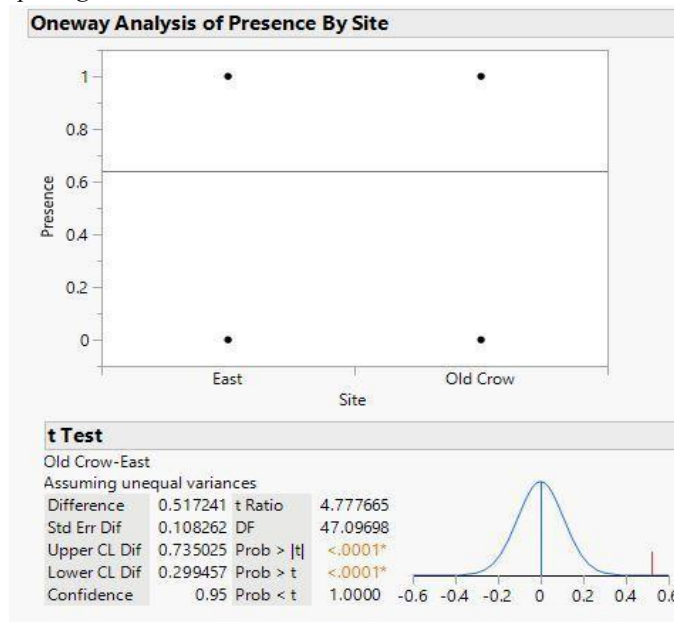 Oneway Analysis of Presence By Site
1
0.8
0.6
0.4
0.2
0
Presence
East Old Crow
Site
t Test
Old Crow-East
Assuming unequal variances
Difference 0.517241 t Ratio 4.777665
Std Err Dif 0.108262 DF 47.09698
Upper CL Dif 0.735025 Prob > |t| <.0001*
Lower CL Dif 0.299457 Prob > t <.0001*
Confidence 0.95 Prob < t 1.0000
-0.6 -0.4 -0.2 0 0.2 0.4 0.6